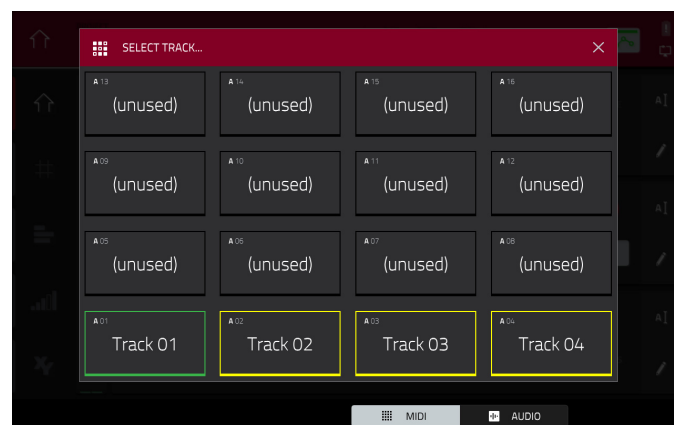 SELECT TRACK...
A 13
A 14
A 15
A 16
(unused)
(unused)
(unused)
(unused)
A 09
A 10
A 11
A 12
(unused)
(unused)
(unused)
(unused)
A 05
A 06
A 07
A 08
(unused)
(unused)
(unused)
(unused)
A 01
A 02
A 03
A 04
Track 01
Track 02
Track 03
Track 04
MIDI
AUDIO